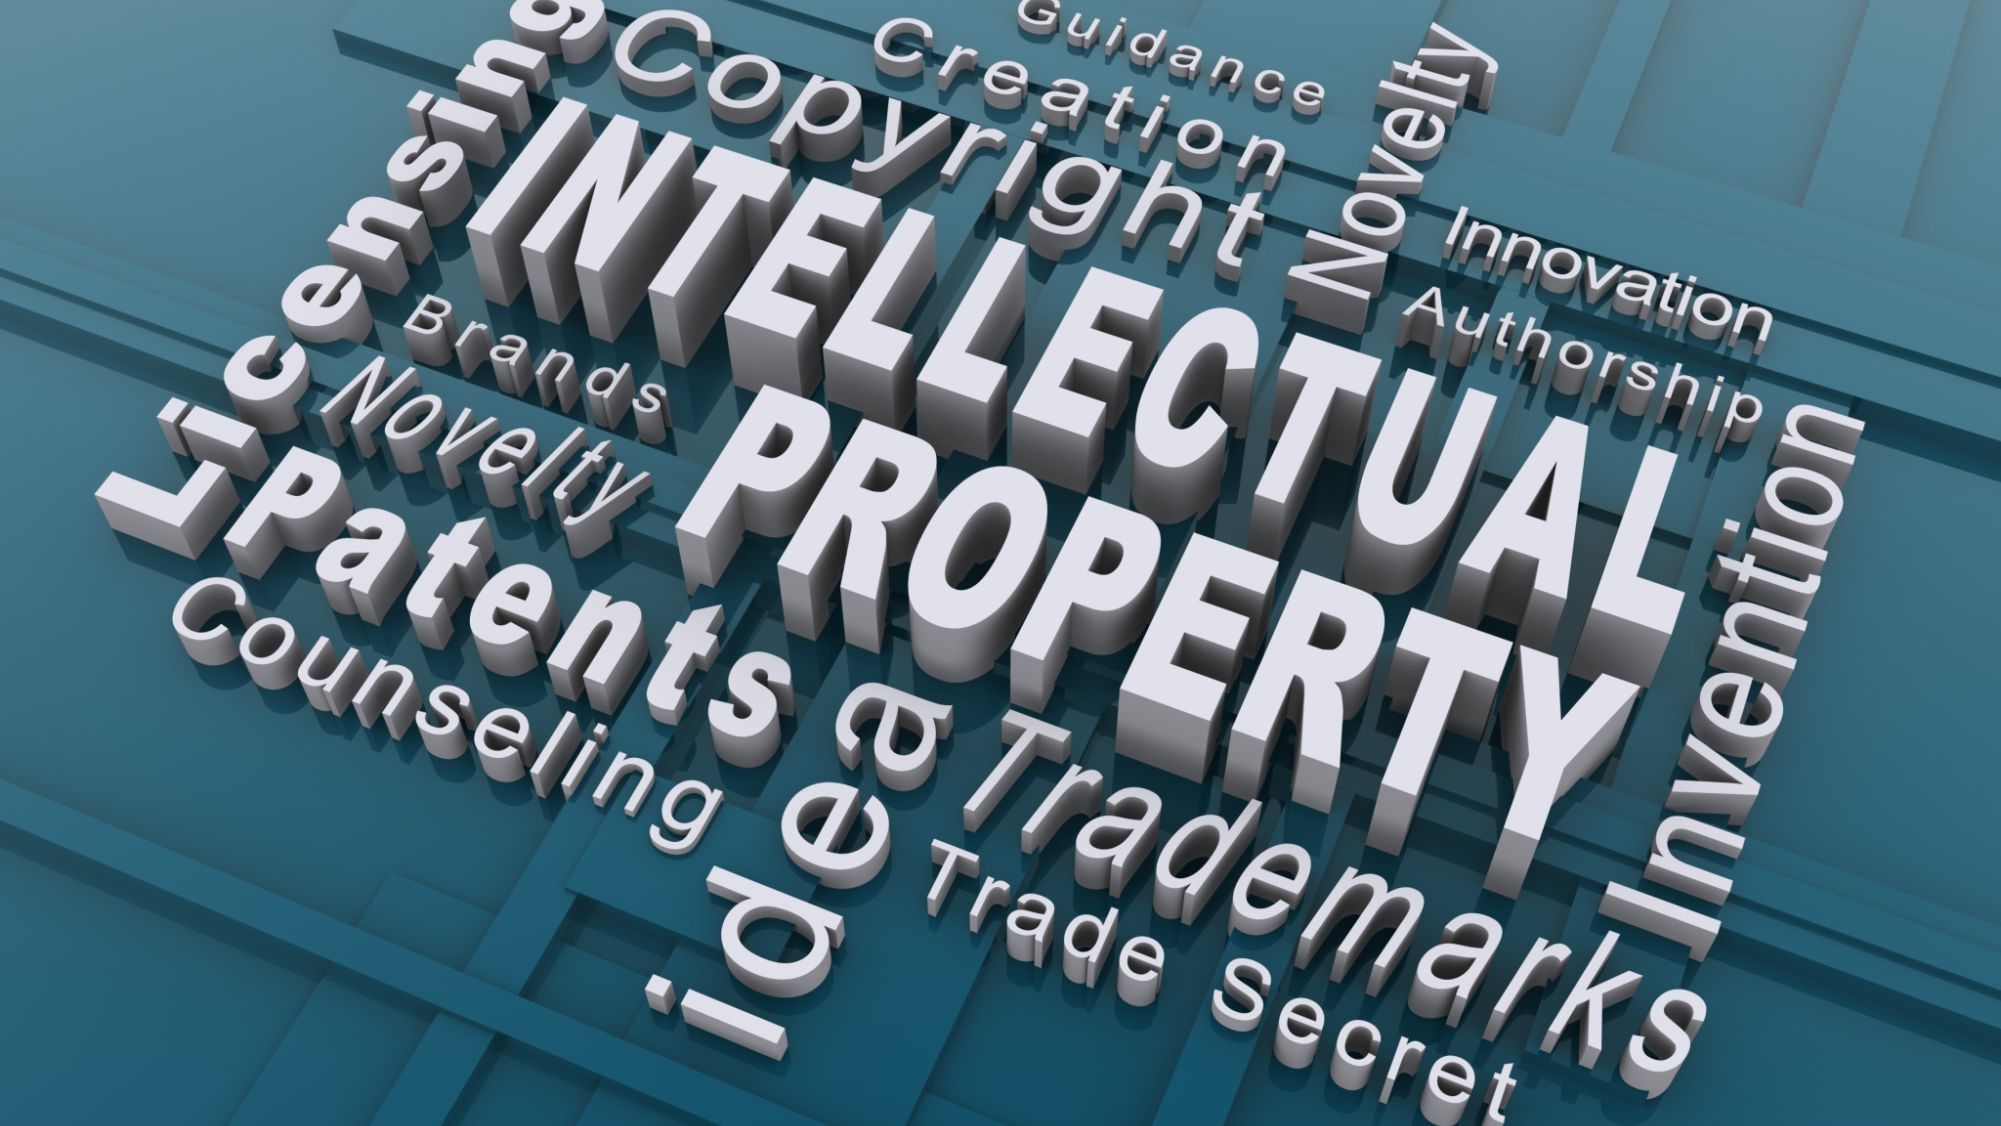 Guidance
Creation
Copyright
Licensing
Novelty
Innovation
Authorship
INTELLECTUAL
PROPERTY
Brands
Novelty
Patents
Counseling
idea
Trademarks
Trade Secret
Invention